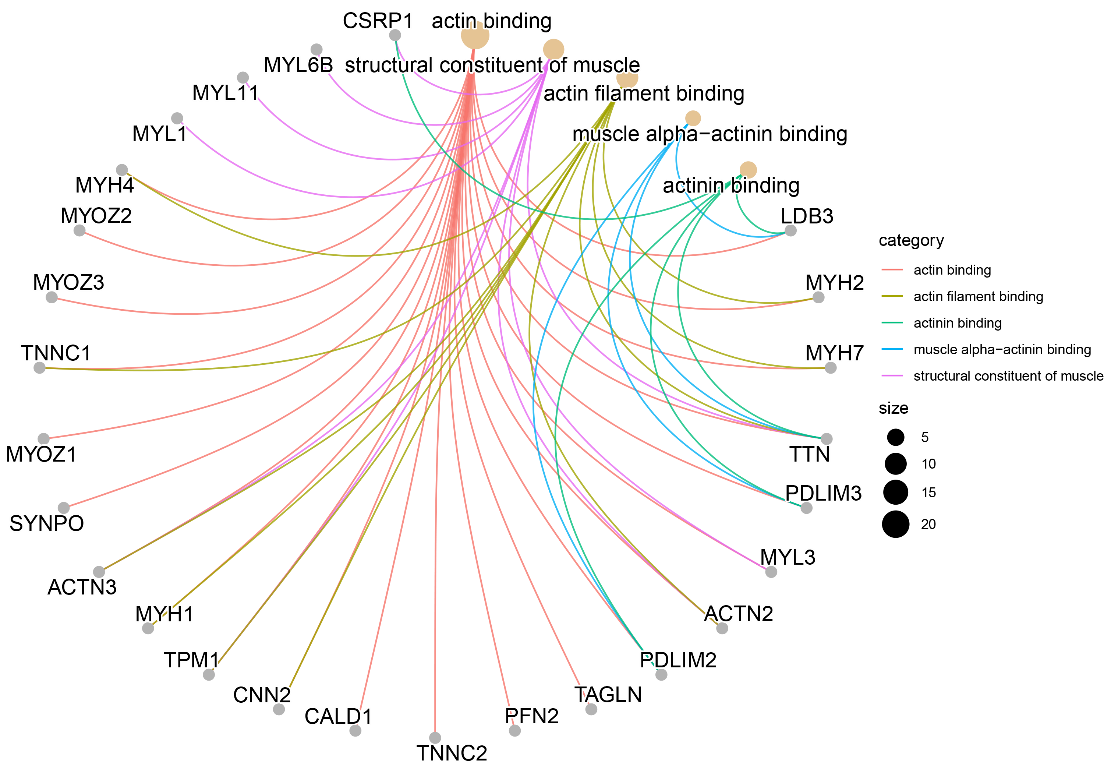 CSRP1
actin binding
MYL6B
structural constituent of muscle
MYL11
actin filament binding
MYL1
muscle alpha−actinin binding
MYH4
actinin binding
MYOZ2
LDB3
MYOZ3
MYH2
TNNC1
MYH7
MYOZ1
TTN
SYNPO
PDLIM3
ACTN3
MYL3
MYH1
ACTN2
TPM1
PDLIM2
CNN2
TAGLN
CALD1
PFN2
TNNC2
category
actin binding
actin filament binding
actinin binding
muscle alpha−actinin binding
structural constituent of muscle
size
5
10
15
20